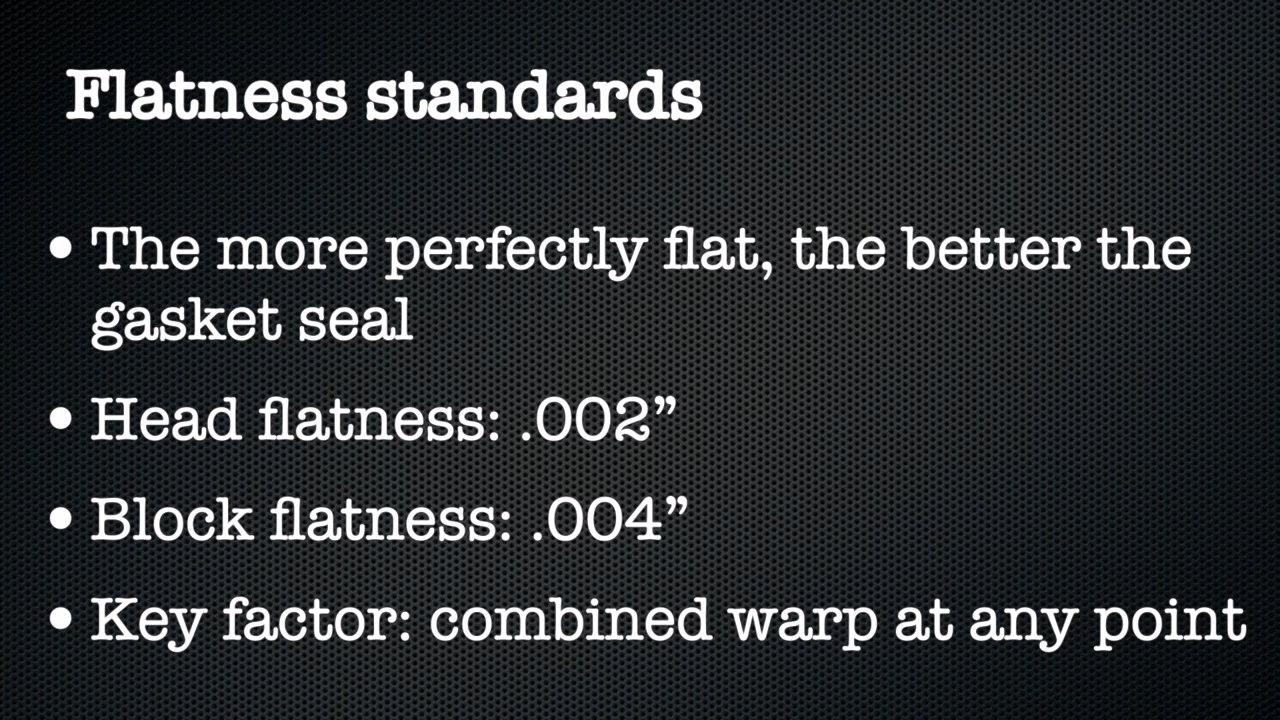 Flatness standards
• The more perfectly flat, the better the
gasket seal
• Head flatness: .002”
• Block flatness: .004”
• Key factor: combined warp at any point